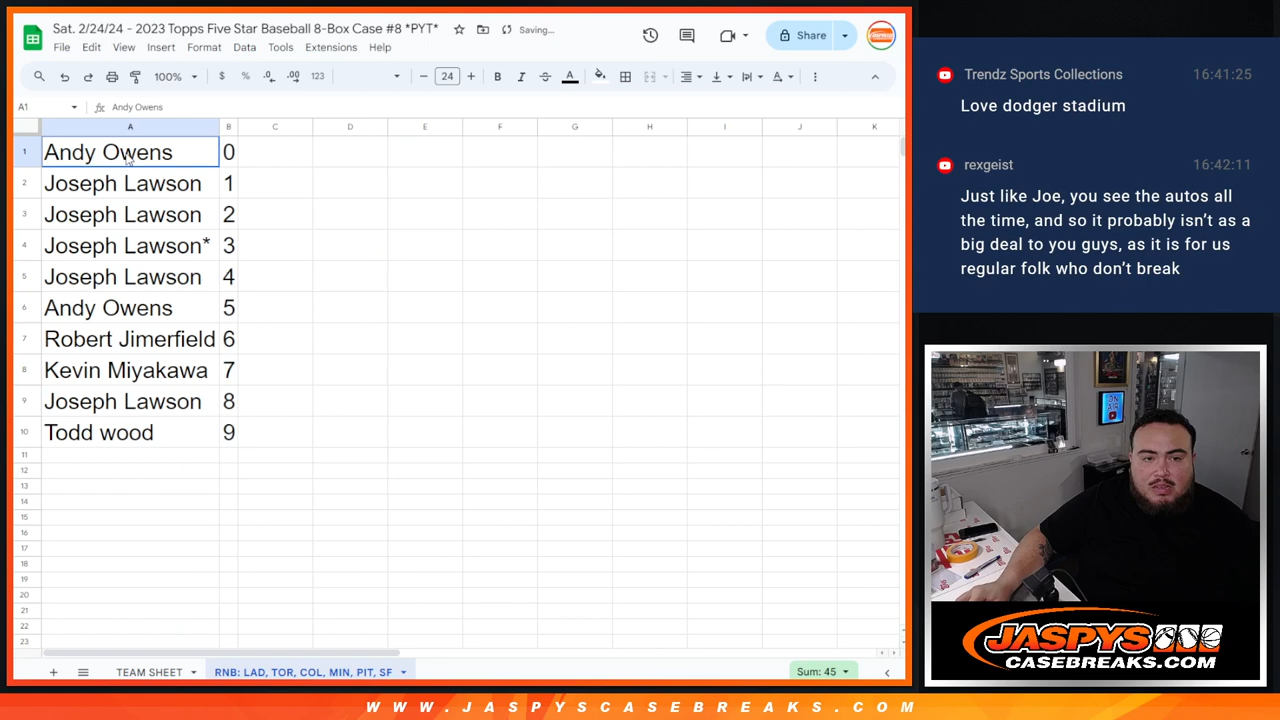 Sat. 2/24/24 - 2023 Topps Five Star Baseball 8-Box Case #8 *PYT*
Saving...
File Edit View Insert Format Data Tools Extensions Help
Share
100% $ % .0 .00 123 24 B I A
A1 fx Andy Owens
A B C D E F G H I J K
1 Andy Owens 0
2 Joseph Lawson 1
3 Joseph Lawson 2
4 Joseph Lawson* 3
5 Joseph Lawson 4
6 Andy Owens 5
7 Robert Jimerfield 6
8 Kevin Miyakawa 7
9 Joseph Lawson 8
10 Todd wood 9
11
12
13
14
15
16
17
18
19
20
21
22
23
TEAM SHEET
RNB: LAD, TOR, COL, MIN, PIT, SF
Sum: 45
Trendz Sports Collections 16:41:25
Love dodger stadium
rexgeist 16:42:11
Just like Joe, you see the autos all
the time, and so it probably isn't as a
big deal to you guys, as it is for us
regular folk who don't break
ON
AIR
JASPYS
CASEBREAKS.COM
WWW.JASPYSCASEBREAKS.COM